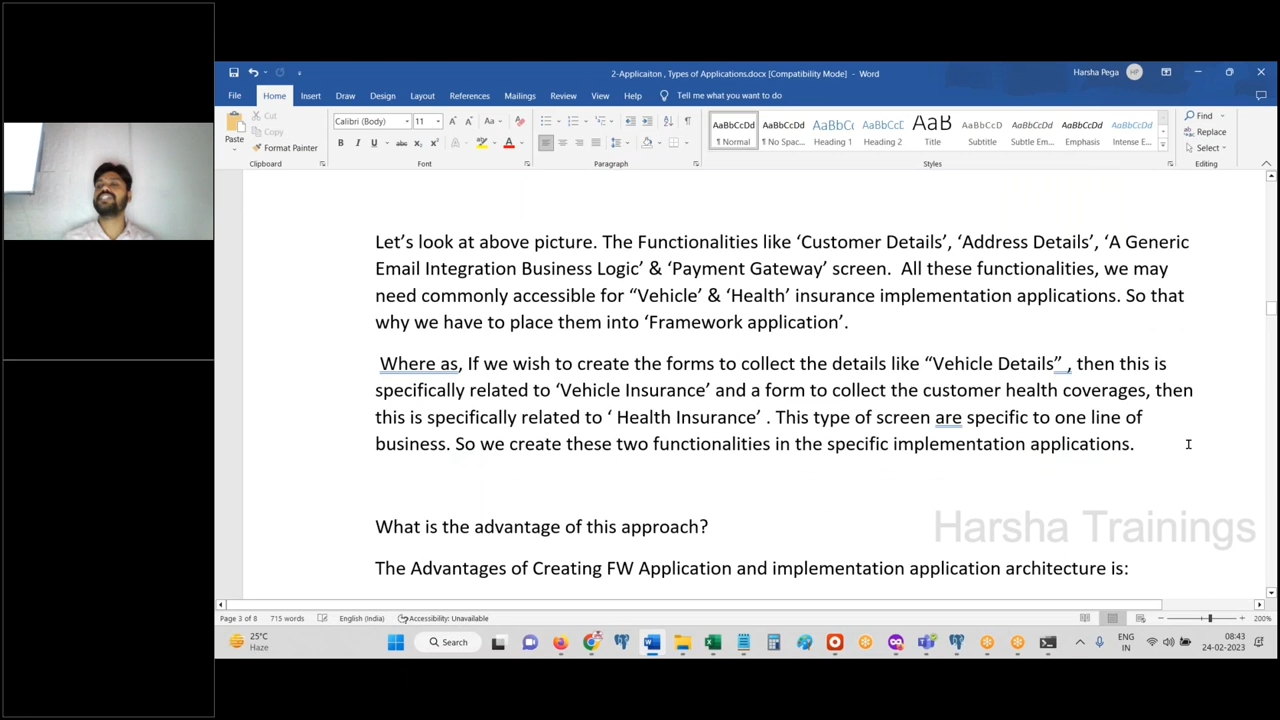 2-Applicaiton , Types of Applications.docx [Compatibility Mode] - Word
Harsha Pega
HP
File Home Insert Draw Design Layout References Mailings Review View Help Tell me what you want to do
Paste
Cut
Copy
Format Painter
Clipboard
Calibri (Body) 11
Font
Paragraph
AaBbCcDd AaBbCcDd AaBbCc AaBbCcD AaB AaBbCcD AaBbCcDd AaBbCcDd AaBbCcDd
¶ Normal ¶ No Spac... Heading 1 Heading 2 Title Subtitle Subtle Em... Emphasis Intense E...
Styles
Find
Replace
Select
Editing
Let’s look at above picture. The Functionalities like ‘Customer Details’, ‘Address Details’, ‘A Generic
Email Integration Business Logic’ & ‘Payment Gateway’ screen. All these functionalities, we may
need commonly accessible for “Vehicle’ & ‘Health’ insurance implementation applications. So that
why we have to place them into ‘Framework application’.
Where as, If we wish to create the forms to collect the details like “Vehicle Details” , then this is
specifically related to ‘Vehicle Insurance’ and a form to collect the customer health coverages, then
this is specifically related to ‘ Health Insurance’ . This type of screen are specific to one line of
business. So we create these two functionalities in the specific implementation applications.
What is the advantage of this approach?
Harsha Trainings
The Advantages of Creating FW Application and implementation application architecture is:
Page 3 of 8 715 words English (India) Accessibility: Unavailable 200%
25°C
Haze
Search
ENG
IN
08:43
24-02-2023